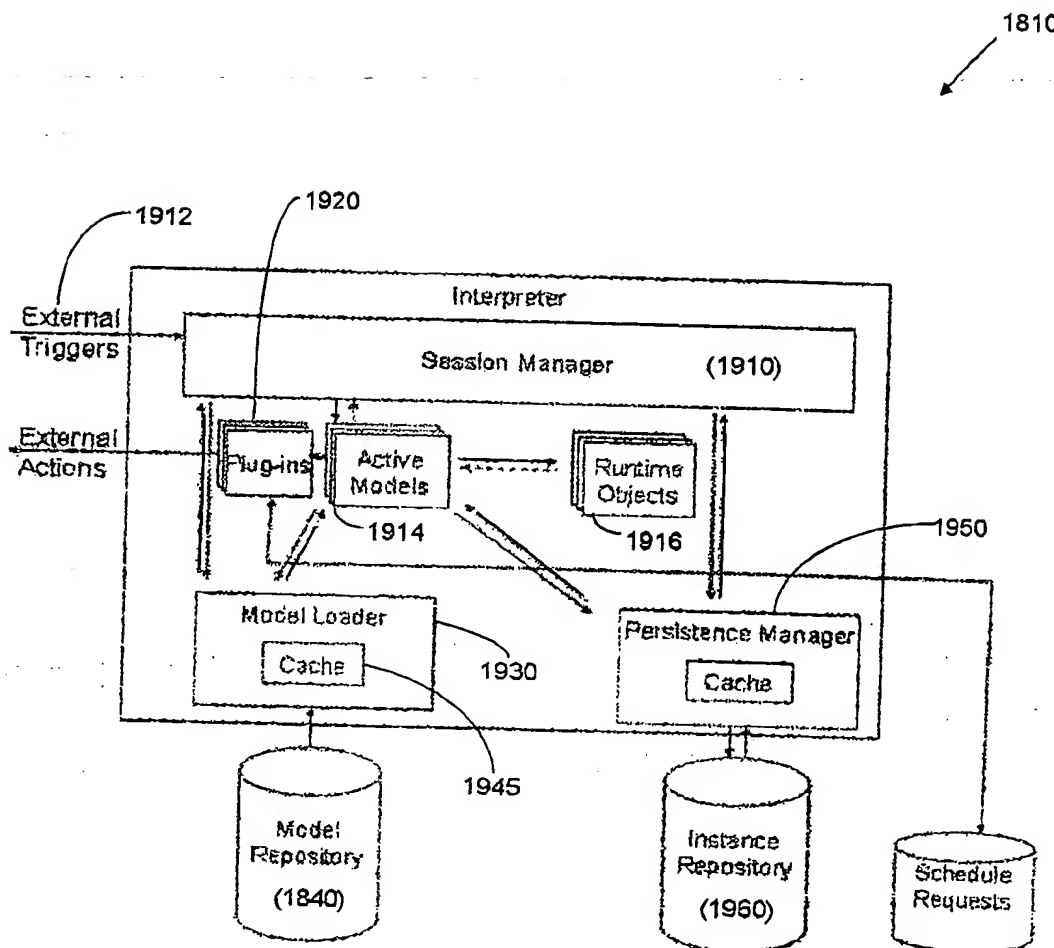 1810
1920
1912
Interpreter
External
Triggers
Session Manager (1910)
External
Actions
Plug-ins
Active
Models
Runtime
Objects
1914
1916
1950
Model Loader
Cache
1930
Persistence Manager
Cache
1945
Model
Repository
(1840)
Instance
Repository
(1960)
Schedule
Requests